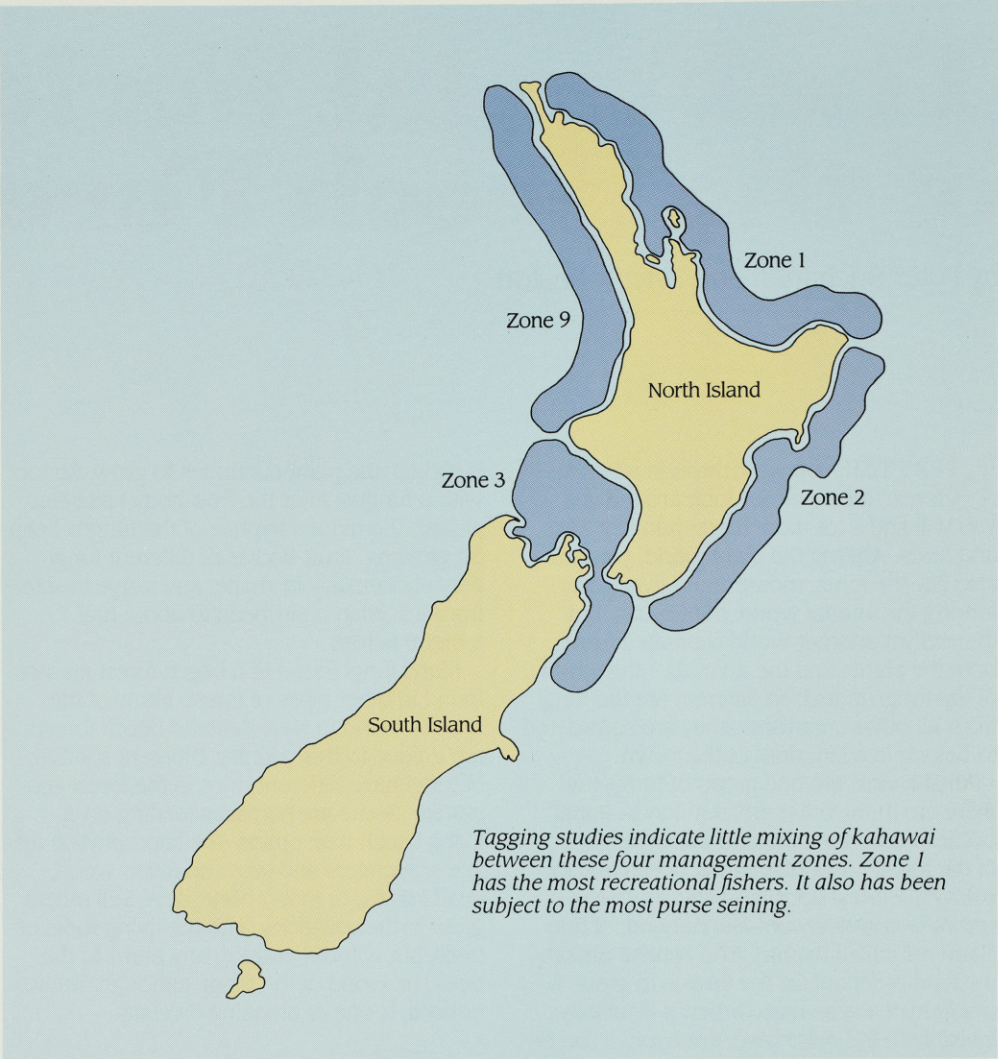 Zone 1
Zone 9
North Island
Zone 3
Zone 2
South Island
Tagging studies indicate little mixing of kahawai
between these four management zones. Zone 1
has the most recreational fishers. It also has been
subject to the most purse seining.